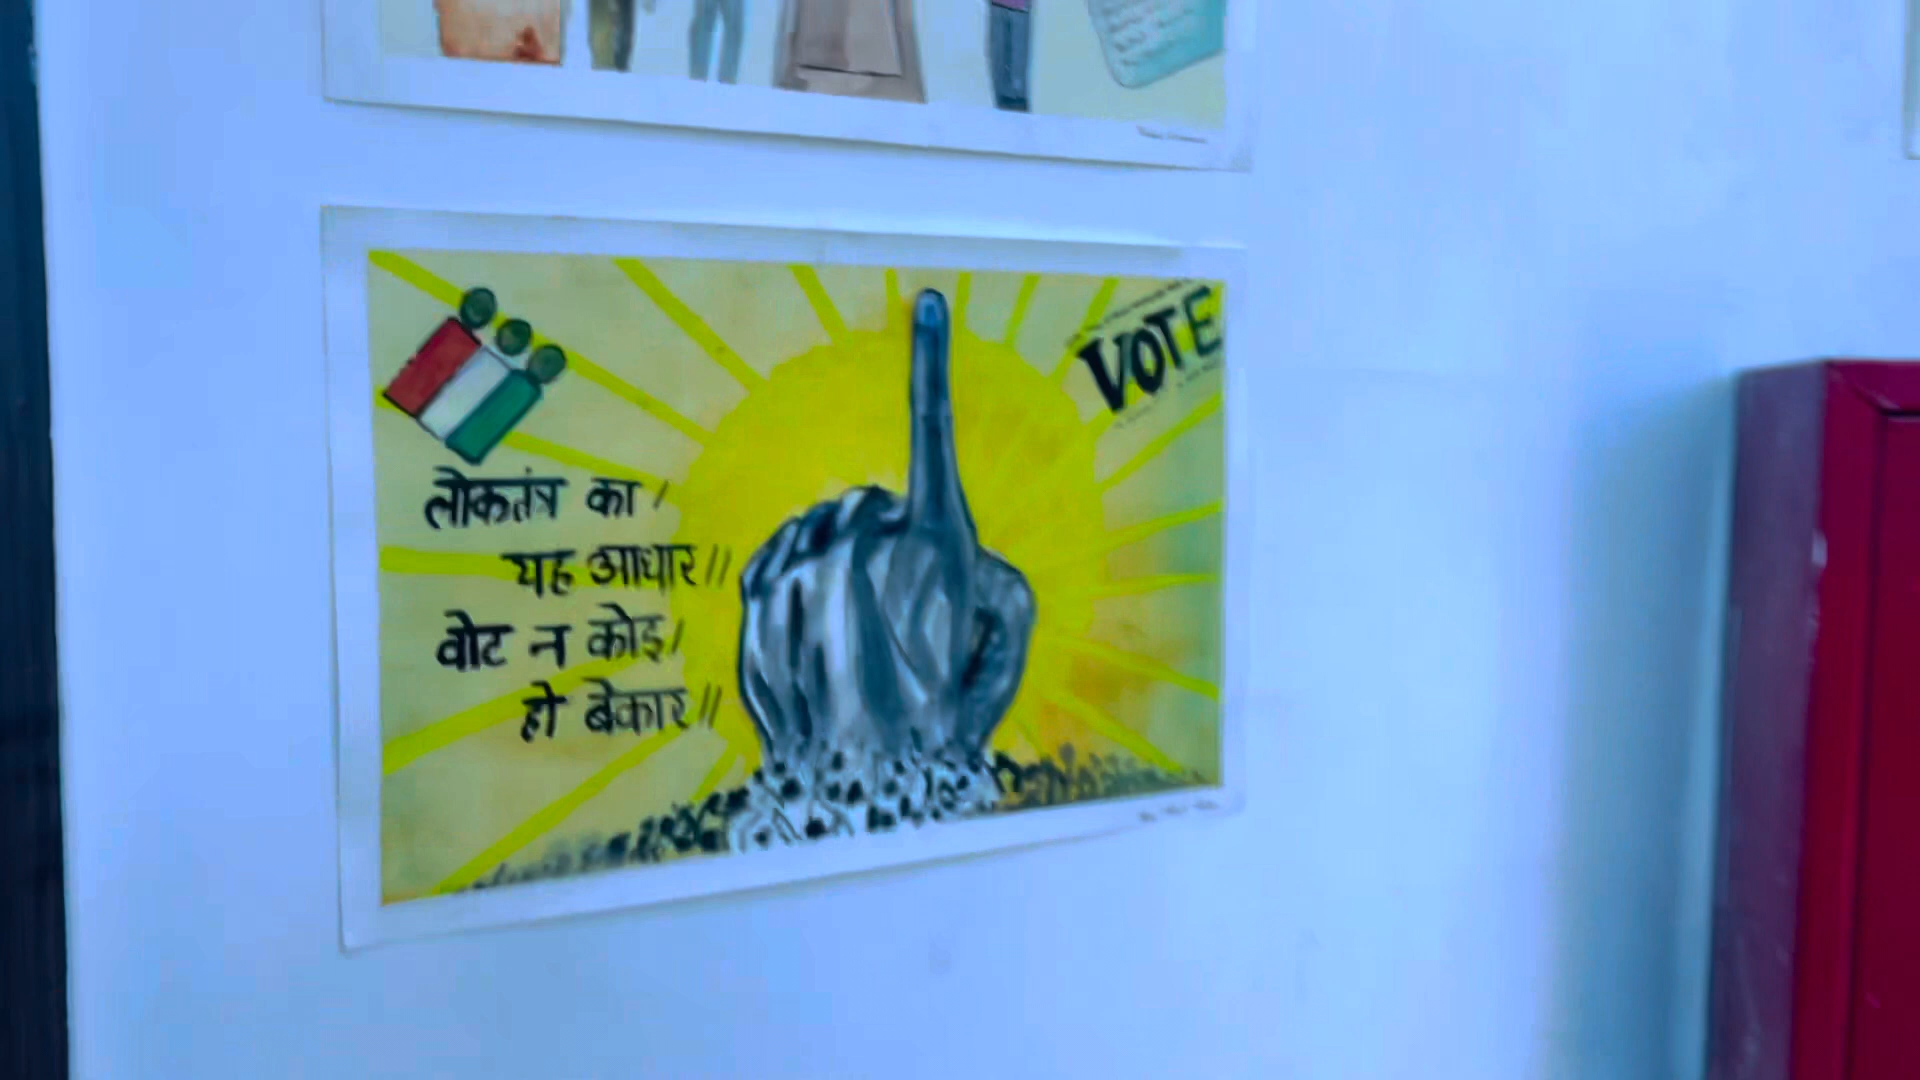 VOTE
लोकतंत्र का /
यह आधार //
वोट न कोइ /
हो बेकार //